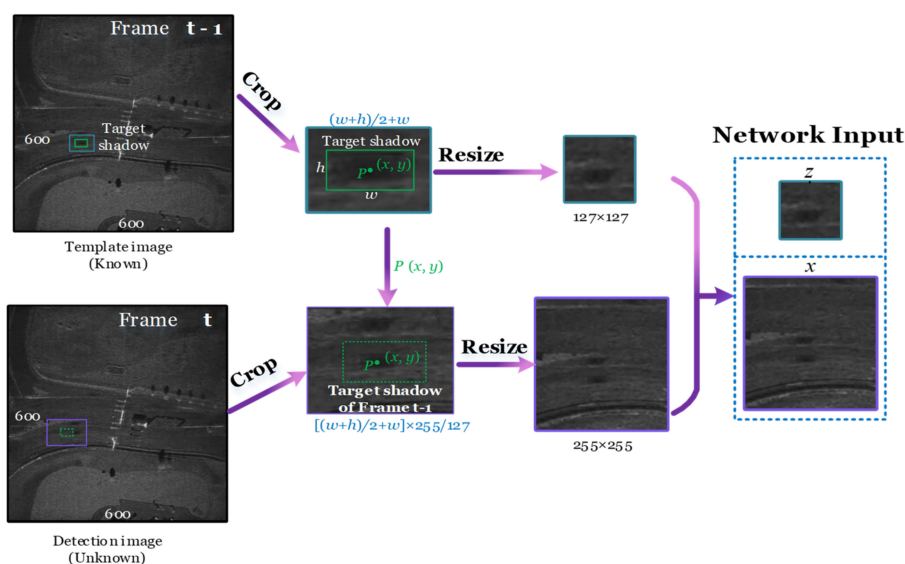 Frame t - 1
600
Target
shadow
600
Template image
(Known)
Crop
(w+h)/2+w
Target shadow
h
P (x, y)
w
Resize
127×127
P (x, y)
Frame t
600
600
Detection image
(Unknown)
Crop
P (x, y)
Target shadow
of Frame t-1
[(w+h)/2+w]×255/127
Resize
255×255
Network Input
z
x